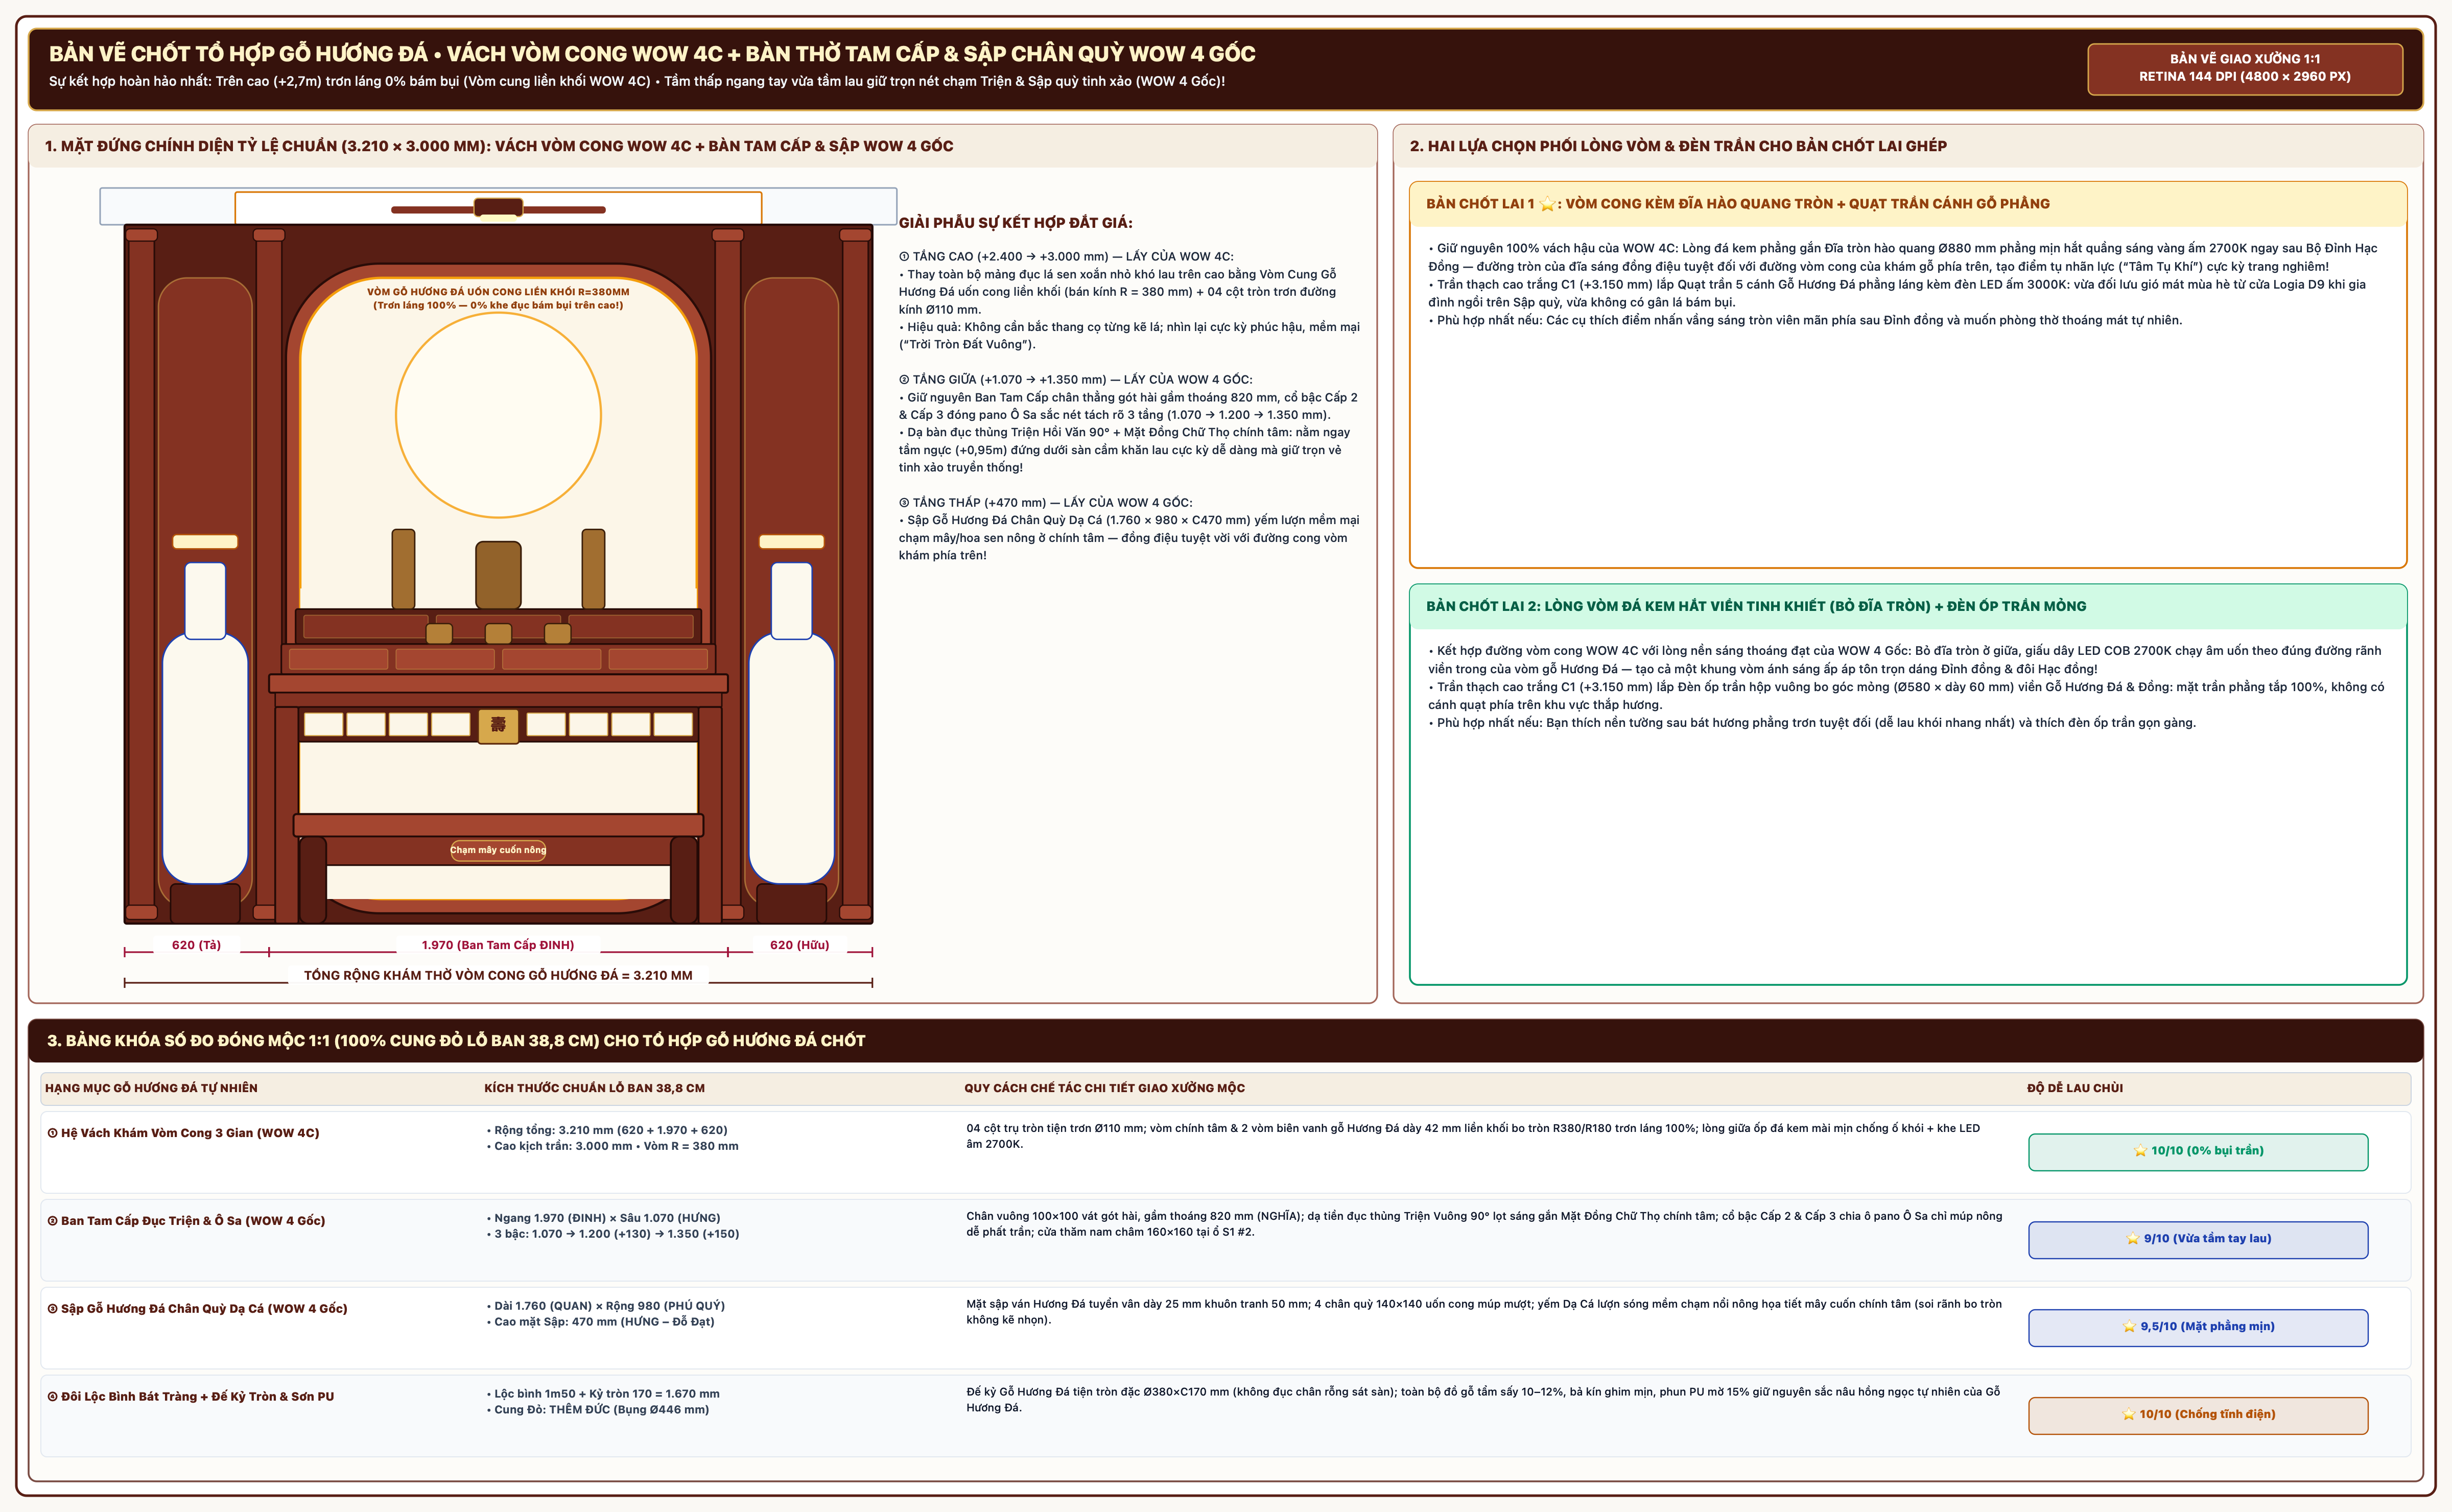 BẢN VẼ CHỐT TỔ HỢP GỖ HƯƠNG ĐÁ • VÁCH VÒM CONG WOW 4C + BÀN THỜ TAM CẤP & SẬP CHÂN QUỲ WOW 4 GỐC
Sự kết hợp hoàn hảo nhất: Trên cao (+2,7m) trơn láng 0% bám bụi (Vòm cung liền khối WOW 4C) • Tầm thấp ngang tay vừa tầm lau giữ trọn nét chạm Triện & Sập quỳ tinh xảo (WOW 4 Gốc)!
BẢN VẼ GIAO XƯỞNG 1:1
RETINA 144 DPI (4800 × 2960 PX)
1. MẶT ĐỨNG CHÍNH DIỆN TỶ LỆ CHUẨN (3.210 × 3.000 MM): VÁCH VÒM CONG WOW 4C + BÀN TAM CẤP & SẬP WOW 4 GỐC
VÒM GỖ HƯƠNG ĐÁ UỐN CONG LIỀN KHỐI R=380MM
(Trơn láng 100% — 0% khe đục bám bụi trên cao!)
壽
Chạm mây cuốn nông
620 (Tả)
1.970 (Ban Tam Cấp ĐINH)
620 (Hữu)
TỔNG RỘNG KHÁM THỜ VÒM CONG GỖ HƯƠNG ĐÁ = 3.210 MM
GIẢI PHẪU SỰ KẾT HỢP ĐẮT GIÁ:
① TẦNG CAO (+2.400 → +3.000 mm) — LẤY CỦA WOW 4C:
• Thay toàn bộ mảng đục lá sen xoắn nhỏ khó lau trên cao bằng Vòm Cung Gỗ
Hương Đá uốn cong liền khối (bán kính R = 380 mm) + 04 cột tròn trơn đường
kính Ø110 mm.
• Hiệu quả: Không cần bắc thang cọ từng kẽ lá; nhìn lại cực kỳ phúc hậu, mềm mại
(“Trời Tròn Đất Vuông”).
② TẦNG GIỮA (+1.070 → +1.350 mm) — LẤY CỦA WOW 4 GỐC:
• Giữ nguyên Ban Tam Cấp chân thẳng gót hài gầm thoáng 820 mm, cổ bậc Cấp 2
& Cấp 3 đóng pano Ô Sa sắc nét tách rõ 3 tầng (1.070 → 1.200 → 1.350 mm).
• Dạ bàn đục thủng Triện Hồi Văn 90° + Mặt Đồng Chữ Thọ chính tâm: nằm ngay
tầm ngực (+0,95m) đứng dưới sàn cầm khăn lau cực kỳ dễ dàng mà giữ trọn vẻ
tinh xảo truyền thống!
③ TẦNG THẤP (+470 mm) — LẤY CỦA WOW 4 GỐC:
• Sập Gỗ Hương Đá Chân Quỳ Dạ Cá (1.760 × 980 × C470 mm) yếm lượn mềm mại
chạm mây/hoa sen nông ở chính tâm — đồng điệu tuyệt vời với đường cong vòm
khám phía trên!
2. HAI LỰA CHỌN PHỐI LÒNG VÒM & ĐÈN TRẦN CHO BẢN CHỐT LAI GHÉP
BẢN CHỐT LAI 1 ⭐: VÒM CONG KÈM ĐĨA HÀO QUANG TRÒN + QUẠT TRẦN CÁNH GỖ PHẲNG
• Giữ nguyên 100% vách hậu của WOW 4C: Lòng đá kem phẳng gắn Đĩa tròn hào quang Ø880 mm phẳng mịn hắt quầng sáng vàng ấm 2700K ngay sau Bộ Đỉnh Hạc
Đồng — đường tròn của đĩa sáng đồng điệu tuyệt đối với đường vòm cong của khám gỗ phía trên, tạo điểm tụ nhãn lực (“Tâm Tụ Khí”) cực kỳ trang nghiêm!
• Trần thạch cao trắng C1 (+3.150 mm) lắp Quạt trần 5 cánh Gỗ Hương Đá phẳng láng kèm đèn LED ấm 3000K: vừa đối lưu gió mát mùa hè từ cửa Logia D9 khi gia
đình ngồi trên Sập quỳ, vừa không có gân lá bám bụi.
• Phù hợp nhất nếu: Các cụ thích điểm nhấn vầng sáng tròn viên mãn phía sau Đỉnh đồng và muốn phòng thờ thoáng mát tự nhiên.
BẢN CHỐT LAI 2: LÒNG VÒM ĐÁ KEM HẮT VIỀN TINH KHIẾT (BỎ ĐĨA TRÒN) + ĐÈN ỐP TRẦN MỎNG
• Kết hợp đường vòm cong WOW 4C với lòng nền sáng thoáng đạt của WOW 4 Gốc: Bỏ đĩa tròn ở giữa, giấu dây LED COB 2700K chạy âm uốn theo đúng đường rãnh
viền trong của vòm gỗ Hương Đá — tạo cả một khung vòm ánh sáng ấp áp tôn trọn dáng Đỉnh đồng & đôi Hạc đồng!
• Trần thạch cao trắng C1 (+3.150 mm) lắp Đèn ốp trần hộp vuông bo góc mỏng (Ø580 × dày 60 mm) viền Gỗ Hương Đá & Đồng: mặt trần phẳng tắp 100%, không có
cánh quạt phía trên khu vực thắp hương.
• Phù hợp nhất nếu: Bạn thích nền tường sau bát hương phẳng trơn tuyệt đối (dễ lau khói nhang nhất) và thích đèn ốp trần gọn gàng.
3. BẢNG KHÓA SỐ ĐO ĐÓNG MỘC 1:1 (100% CUNG ĐỎ LỖ BAN 38,8 CM) CHO TỔ HỢP GỖ HƯƠNG ĐÁ CHỐT
HẠNG MỤC GỖ HƯƠNG ĐÁ TỰ NHIÊN
KÍCH THƯỚC CHUẨN LỖ BAN 38,8 CM
QUY CÁCH CHẾ TÁC CHI TIẾT GIAO XƯỞNG MỘC
ĐỘ DỄ LAU CHÙI
① Hệ Vách Khám Vòm Cong 3 Gian (WOW 4C)
• Rộng tổng: 3.210 mm (620 + 1.970 + 620)
• Cao kịch trần: 3.000 mm • Vòm R = 380 mm
04 cột trụ tròn tiện trơn Ø110 mm; vòm chính tâm & 2 vòm biên vanh gỗ Hương Đá dày 42 mm liền khối bo tròn R380/R180 trơn láng 100%; lòng giữa ốp đá kem mài mịn chống ố khói + khe LED
âm 2700K.
⭐ 10/10 (0% bụi trần)
② Ban Tam Cấp Đục Triện & Ô Sa (WOW 4 Gốc)
• Ngang 1.970 (ĐINH) × Sâu 1.070 (HƯNG)
• 3 bậc: 1.070 → 1.200 (+130) → 1.350 (+150)
Chân vuông 100×100 vát gót hài, gầm thoáng 820 mm (NGHĨA); dạ tiền đục thủng Triện Vuông 90° lọt sáng gắn Mặt Đồng Chữ Thọ chính tâm; cổ bậc Cấp 2 & Cấp 3 chia ô pano Ô Sa chỉ múp nông
dễ phất trần; cửa thăm nam châm 160×160 tại ổ S1 #2.
⭐ 9/10 (Vừa tầm tay lau)
③ Sập Gỗ Hương Đá Chân Quỳ Dạ Cá (WOW 4 Gốc)
• Dài 1.760 (QUAN) × Rộng 980 (PHÚ QUÝ)
• Cao mặt Sập: 470 mm (HƯNG – Đỗ Đạt)
Mặt sập ván Hương Đá tuyển vân dày 25 mm khuôn tranh 50 mm; 4 chân quỳ 140×140 uốn cong múp mượt; yếm Dạ Cá lượn sóng mềm chạm nổi nông họa tiết mây cuốn chính tâm (soi rãnh bo tròn
không kẽ nhọn).
⭐ 9,5/10 (Mặt phẳng mịn)
④ Đôi Lộc Bình Bát Tràng + Đế Kỷ Tròn & Sơn PU
• Lộc bình 1m50 + Kỷ tròn 170 = 1.670 mm
• Cung Đỏ: THÊM ĐỨC (Bụng Ø446 mm)
Đế kỷ Gỗ Hương Đá tiện tròn đặc Ø380×C170 mm (không đục chân rỗng sát sàn); toàn bộ đồ gỗ tẩm sấy 10–12%, bả kín ghim mịn, phun PU mờ 15% giữ nguyên sắc nâu hồng ngọc tự nhiên của Gỗ
Hương Đá.
⭐ 10/10 (Chống tĩnh điện)